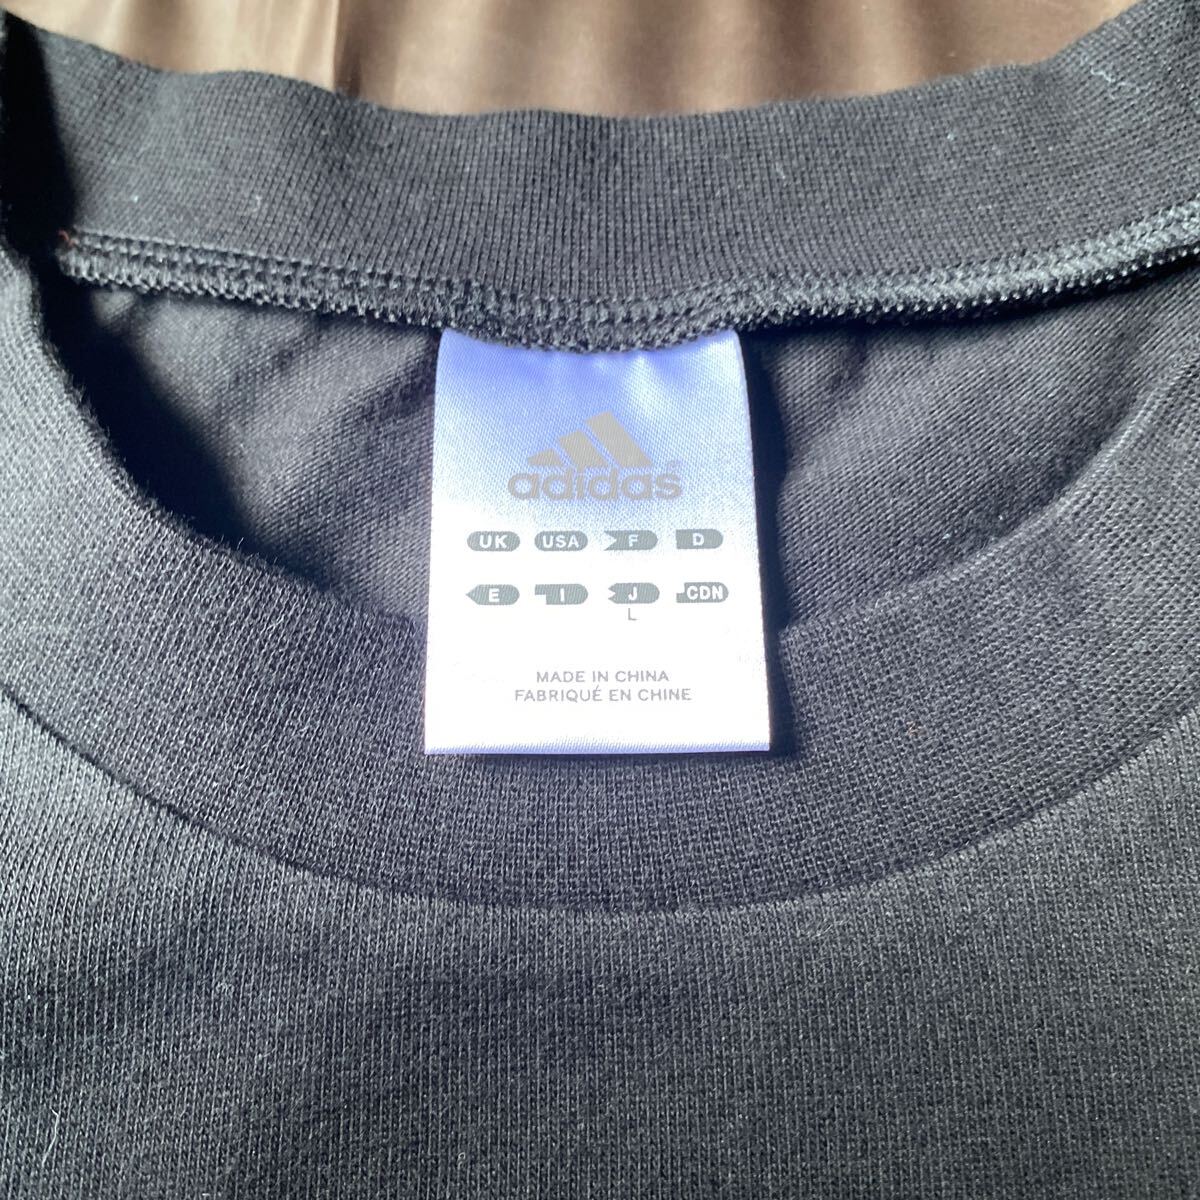 adidas
UK USA F D
E I J CDN
L
MADE IN CHINA
FABRIQUÉ EN CHINE